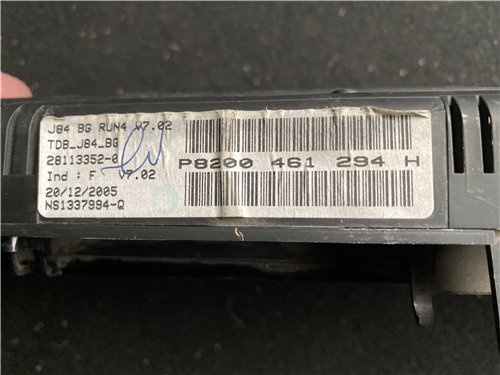 J84 BG RUN4 V7.02
TDB_J84_BG
28113352-0
Ind : F V7.02
20/12/2005
NS1337994-Q
P8200 461 294 H